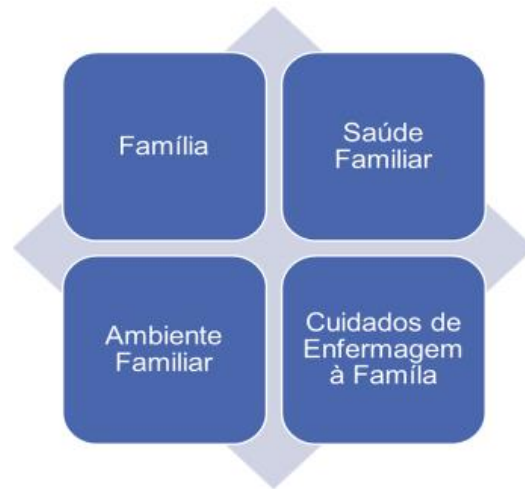 Família
Saúde
Familiar
Ambiente
Familiar
Cuidados de
Enfermagem
à Famíla